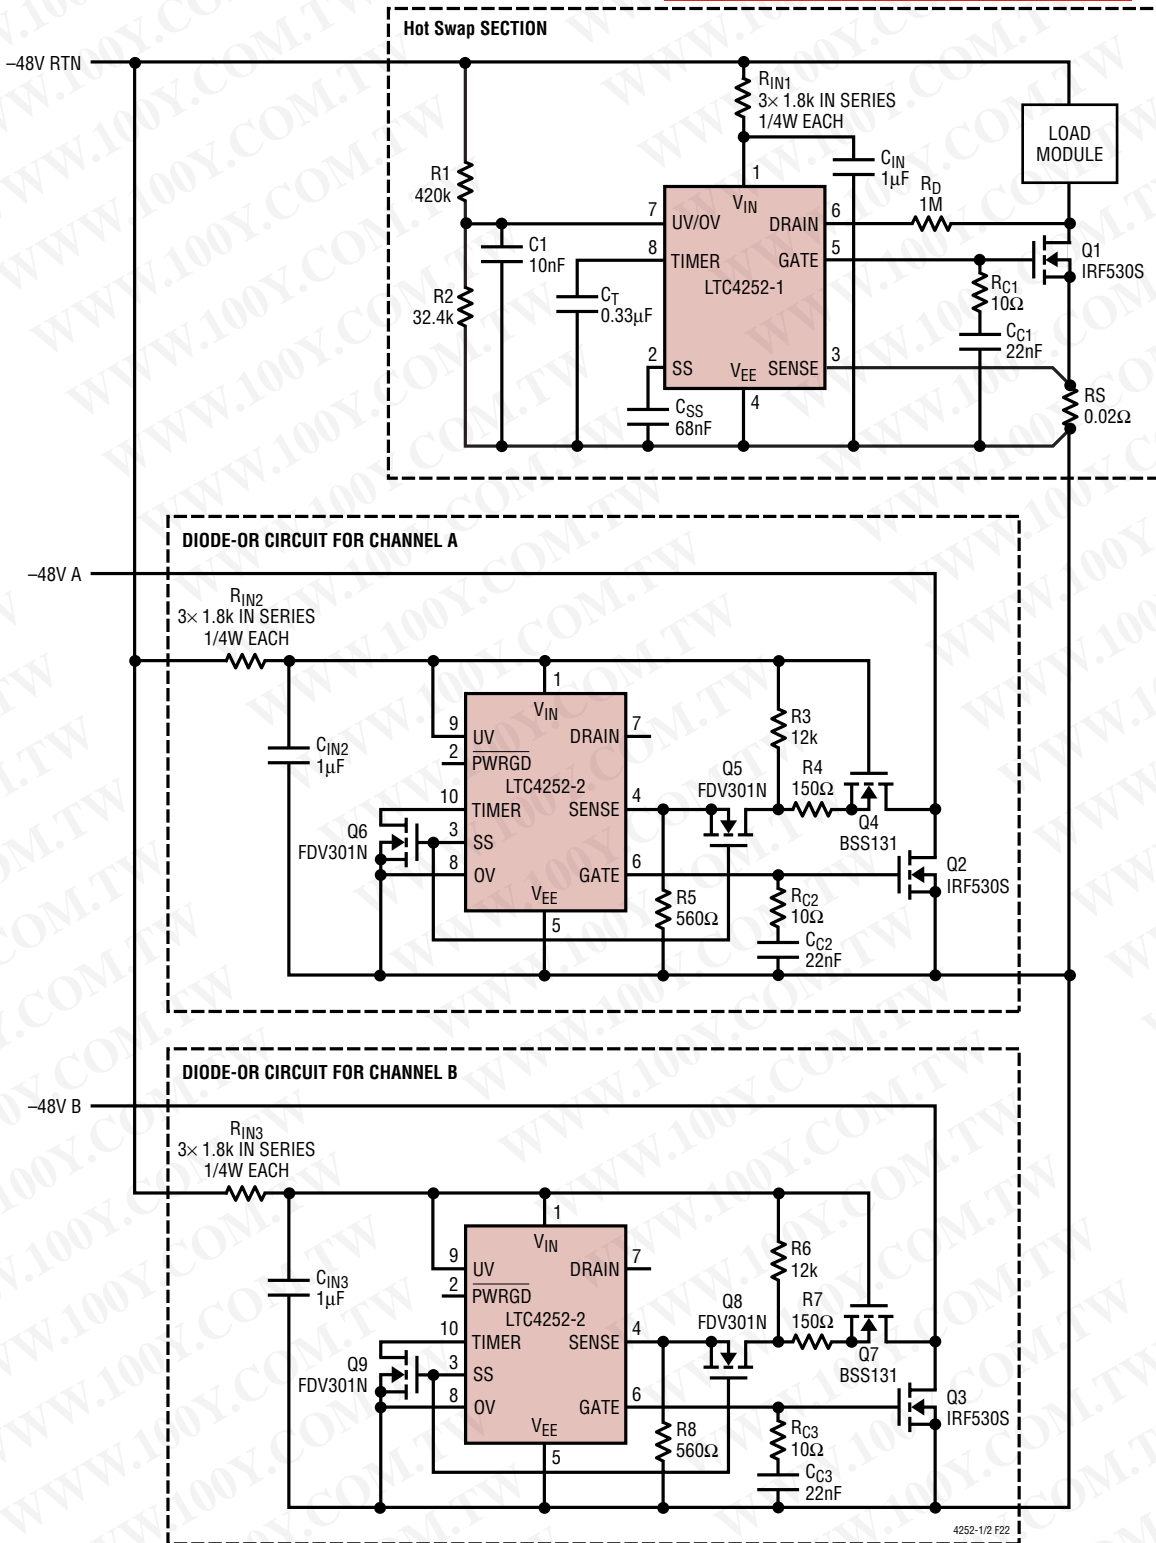 Hot Swap SECTION
–48V RTN
RIN1
3× 1.8k IN SERIES
1/4W EACH
LOAD
MODULE
CIN
1µF
R1
420k
RD
1M
1
VIN
7
UV/OV
DRAIN
6
C1
10nF
8
TIMER
GATE
5
Q1
IRF530S
LTC4252-1
RC1
10Ω
R2
32.4k
CT
0.33µF
CC1
22nF
2
SS
VEE
SENSE
3
4
RS
0.02Ω
CSS
68nF
DIODE-OR CIRCUIT FOR CHANNEL A
–48V A
RIN2
3× 1.8k IN SERIES
1/4W EACH
1
VIN
9
UV
DRAIN
7
R3
12k
CIN2
1µF
2
PWRGD
LTC4252-2
Q5
FDV301N
R4
150Ω
10
TIMER
SENSE
4
Q4
BSS131
Q6
FDV301N
3
SS
8
OV
GATE
6
Q2
IRF530S
VEE
R5
560Ω
RC2
10Ω
5
CC2
22nF
DIODE-OR CIRCUIT FOR CHANNEL B
–48V B
RIN3
3× 1.8k IN SERIES
1/4W EACH
1
VIN
9
UV
DRAIN
7
R6
12k
CIN3
1µF
2
PWRGD
LTC4252-2
Q8
FDV301N
R7
150Ω
10
TIMER
SENSE
4
Q7
BSS131
Q9
FDV301N
3
SS
8
OV
GATE
6
Q3
IRF530S
VEE
R8
560Ω
RC3
10Ω
5
CC3
22nF
4252-1/2 F22
WWW.100Y.COM.TW